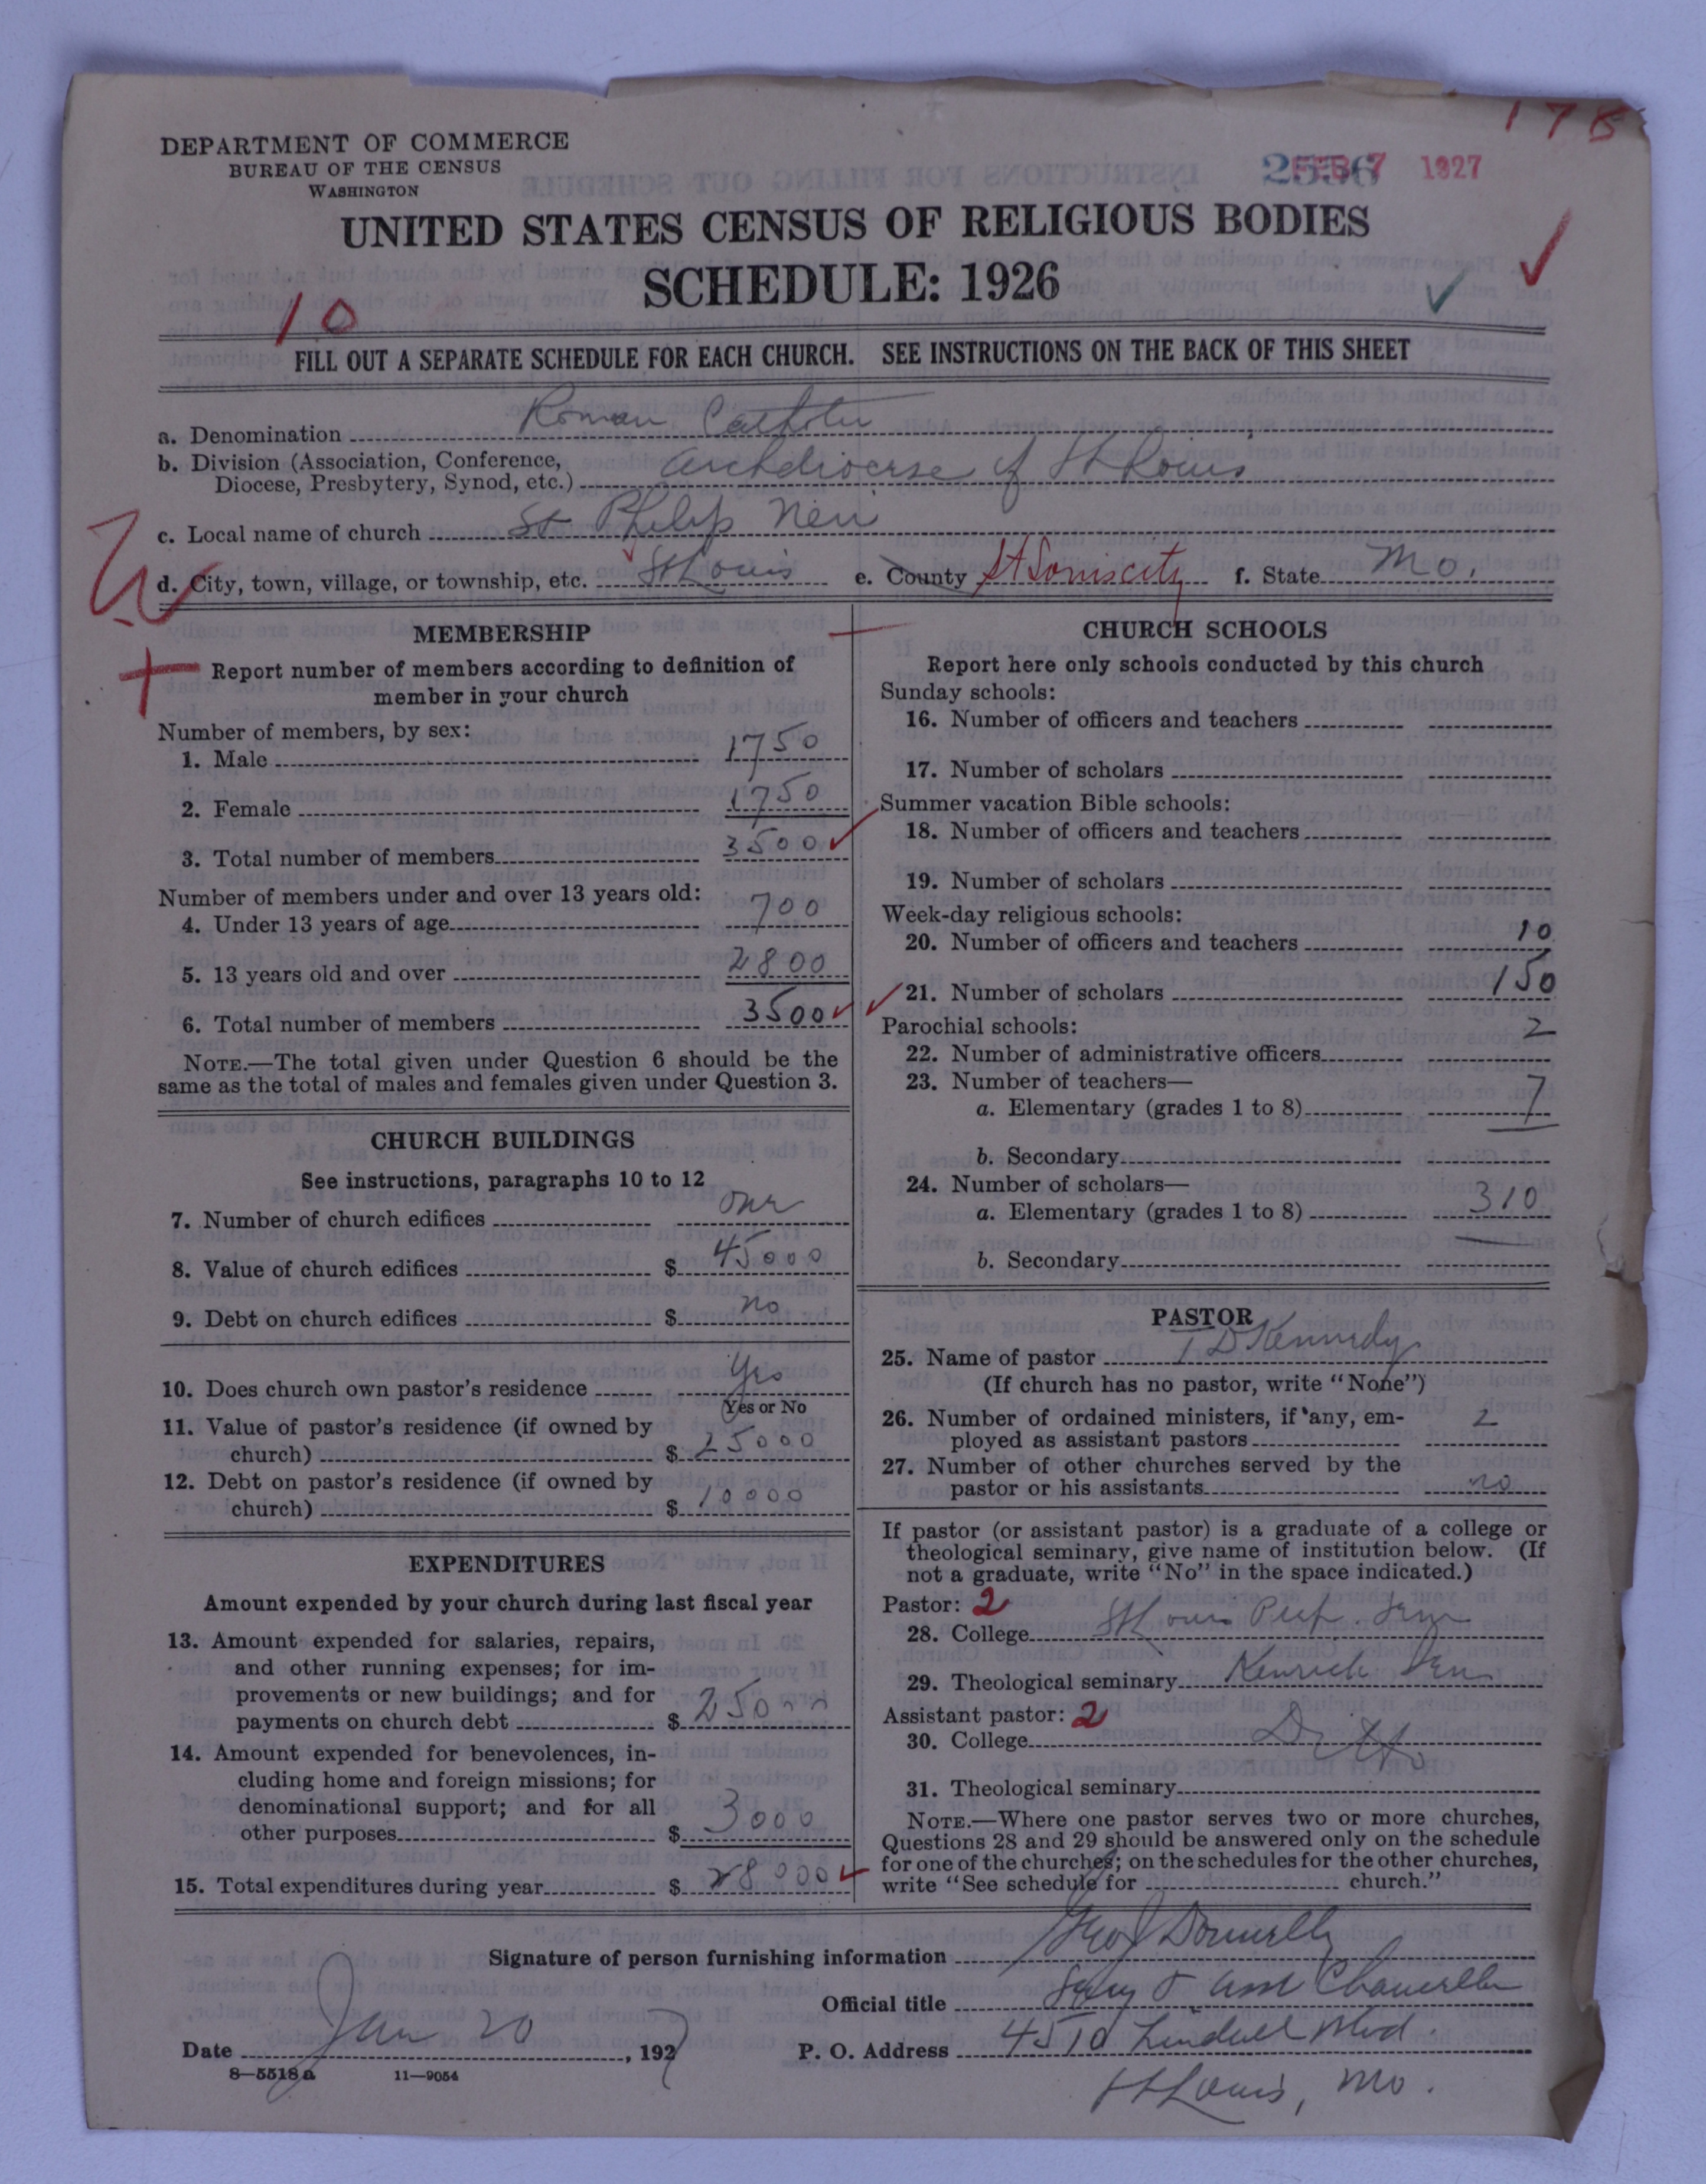 178
DEPARTMENT OF COMMERCE
BUREAU OF THE CENSUS
WASHINGTON
2556 FEB 7 1927
UNITED STATES CENSUS OF RELIGIOUS BODIES
SCHEDULE: 1926
10
FILL OUT A SEPARATE SCHEDULE FOR EACH CHURCH. SEE INSTRUCTIONS ON THE BACK OF THIS SHEET
a. Denomination Roman Catholic
b. Division (Association, Conference, Diocese, Presbytery, Synod, etc.) Archdiocese of St Louis
c. Local name of church St Philip Neri
d. City, town, village, or township, etc. St Louis e. County St Louis city f. State Mo.
MEMBERSHIP
Report number of members according to definition of
member in your church
Number of members, by sex:
1. Male 1750
2. Female 1750
3. Total number of members 3500
Number of members under and over 13 years old:
4. Under 13 years of age 700
5. 13 years old and over 2800
6. Total number of members 3500
NOTE.—The total given under Question 6 should be the
same as the total of males and females given under Question 3.
CHURCH BUILDINGS
See instructions, paragraphs 10 to 12
7. Number of church edifices one
8. Value of church edifices $ 45000
9. Debt on church edifices $ no
10. Does church own pastor's residence Yes
Yes or No
11. Value of pastor's residence (if owned by
church) $ 25000
12. Debt on pastor's residence (if owned by
church) $ 10000
EXPENDITURES
Amount expended by your church during last fiscal year
13. Amount expended for salaries, repairs,
and other running expenses; for im-
provements or new buildings; and for
payments on church debt $ 25000
14. Amount expended for benevolences, in-
cluding home and foreign missions; for
denominational support; and for all
other purposes $ 3000
15. Total expenditures during year $ 28000
CHURCH SCHOOLS
Report here only schools conducted by this church
Sunday schools:
16. Number of officers and teachers
17. Number of scholars
Summer vacation Bible schools:
18. Number of officers and teachers
19. Number of scholars
Week-day religious schools:
20. Number of officers and teachers 10
21. Number of scholars 150
Parochial schools:
22. Number of administrative officers 2
23. Number of teachers—
a. Elementary (grades 1 to 8) 7
b. Secondary
24. Number of scholars—
a. Elementary (grades 1 to 8) 310
b. Secondary
PASTOR
25. Name of pastor T D Kennedy
(If church has no pastor, write "None")
26. Number of ordained ministers, if any, em-
ployed as assistant pastors 2
27. Number of other churches served by the
pastor or his assistants no
If pastor (or assistant pastor) is a graduate of a college or
theological seminary, give name of institution below. (If
not a graduate, write "No" in the space indicated.)
Pastor: 2
28. College St Louis Prep. Sem
29. Theological seminary Kenrick Sem
Assistant pastor: 2
30. College Ditto
31. Theological seminary
NOTE.—Where one pastor serves two or more churches,
Questions 28 and 29 should be answered only on the schedule
for one of the churches; on the schedules for the other churches,
write "See schedule for church."
Signature of person furnishing information Geo J Donnelly
Official title Secy & Asst Chancellor
Date Jan 20, 1927 P. O. Address 4510 Lindell Blvd.
St Louis, Mo.
8—5518 a 11—9054